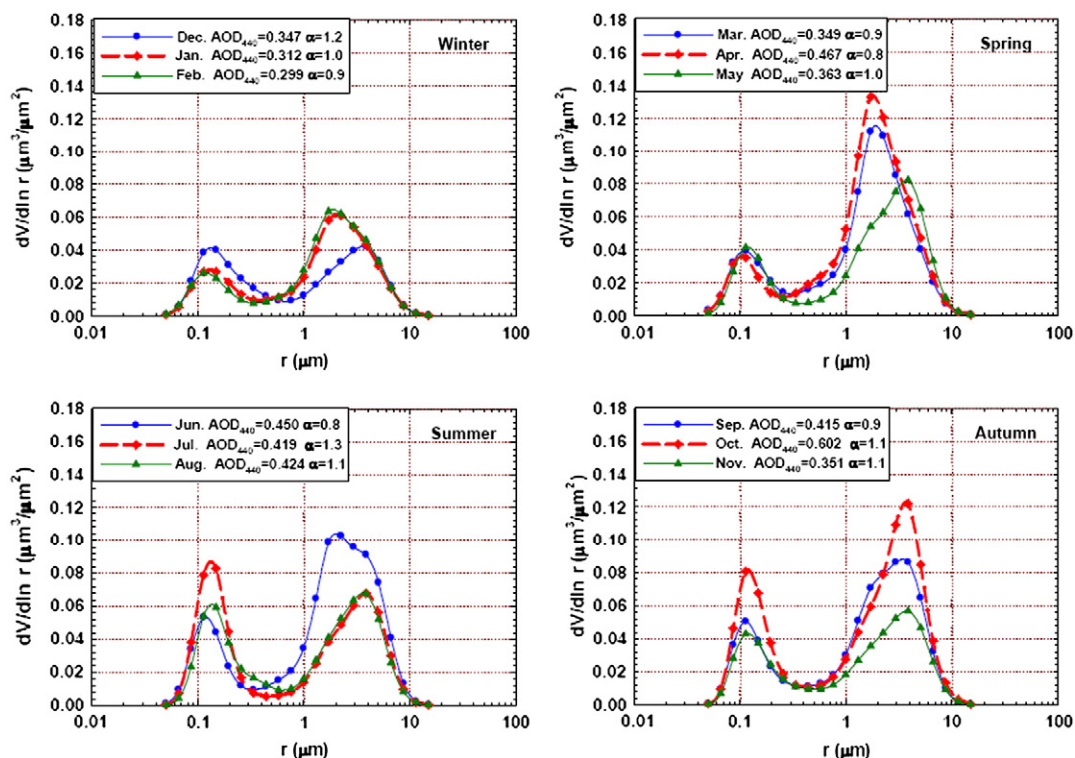 0.18
0.16
0.14
0.12
0.10
0.08
0.06
0.04
0.02
0.00
dV/dln r (μm³/μm²)
Dec. AOD₄₄₀=0.347 α=1.2
Jan. AOD₄₄₀=0.312 α=1.0
Feb. AOD₄₄₀=0.299 α=0.9
Winter
0.01 0.1 1 10 100
r (μm)
0.18
0.16
0.14
0.12
0.10
0.08
0.06
0.04
0.02
0.00
dV/dln r (μm³/μm²)
Mar. AOD₄₄₀=0.349 α=0.9
Apr. AOD₄₄₀=0.467 α=0.8
May AOD₄₄₀=0.363 α=1.0
Spring
0.01 0.1 1 10 100
r (μm)
0.18
0.16
0.14
0.12
0.10
0.08
0.06
0.04
0.02
0.00
dV/dln r (μm³/μm²)
Jun. AOD₄₄₀=0.450 α=0.8
Jul. AOD₄₄₀=0.419 α=1.3
Aug. AOD₄₄₀=0.424 α=1.1
Summer
0.01 0.1 1 10 100
r (μm)
0.18
0.16
0.14
0.12
0.10
0.08
0.06
0.04
0.02
0.00
dV/dln r (μm³/μm²)
Sep. AOD₄₄₀=0.415 α=0.9
Oct. AOD₄₄₀=0.602 α=1.1
Nov. AOD₄₄₀=0.351 α=1.1
Autumn
0.01 0.1 1 10 100
r (μm)